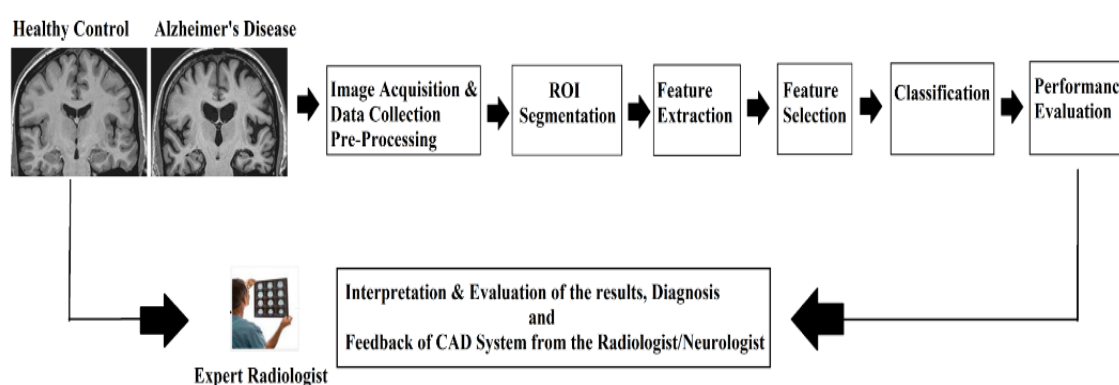 Healthy Control
Alzheimer's Disease
Image Acquisition &
Data Collection
Pre-Processing
ROI
Segmentation
Feature
Extraction
Feature
Selection
Classification
Performanc
Evaluation
Interpretation & Evaluation of the results, Diagnosis
and
Feedback of CAD System from the Radiologist/Neurologist
Expert Radiologist